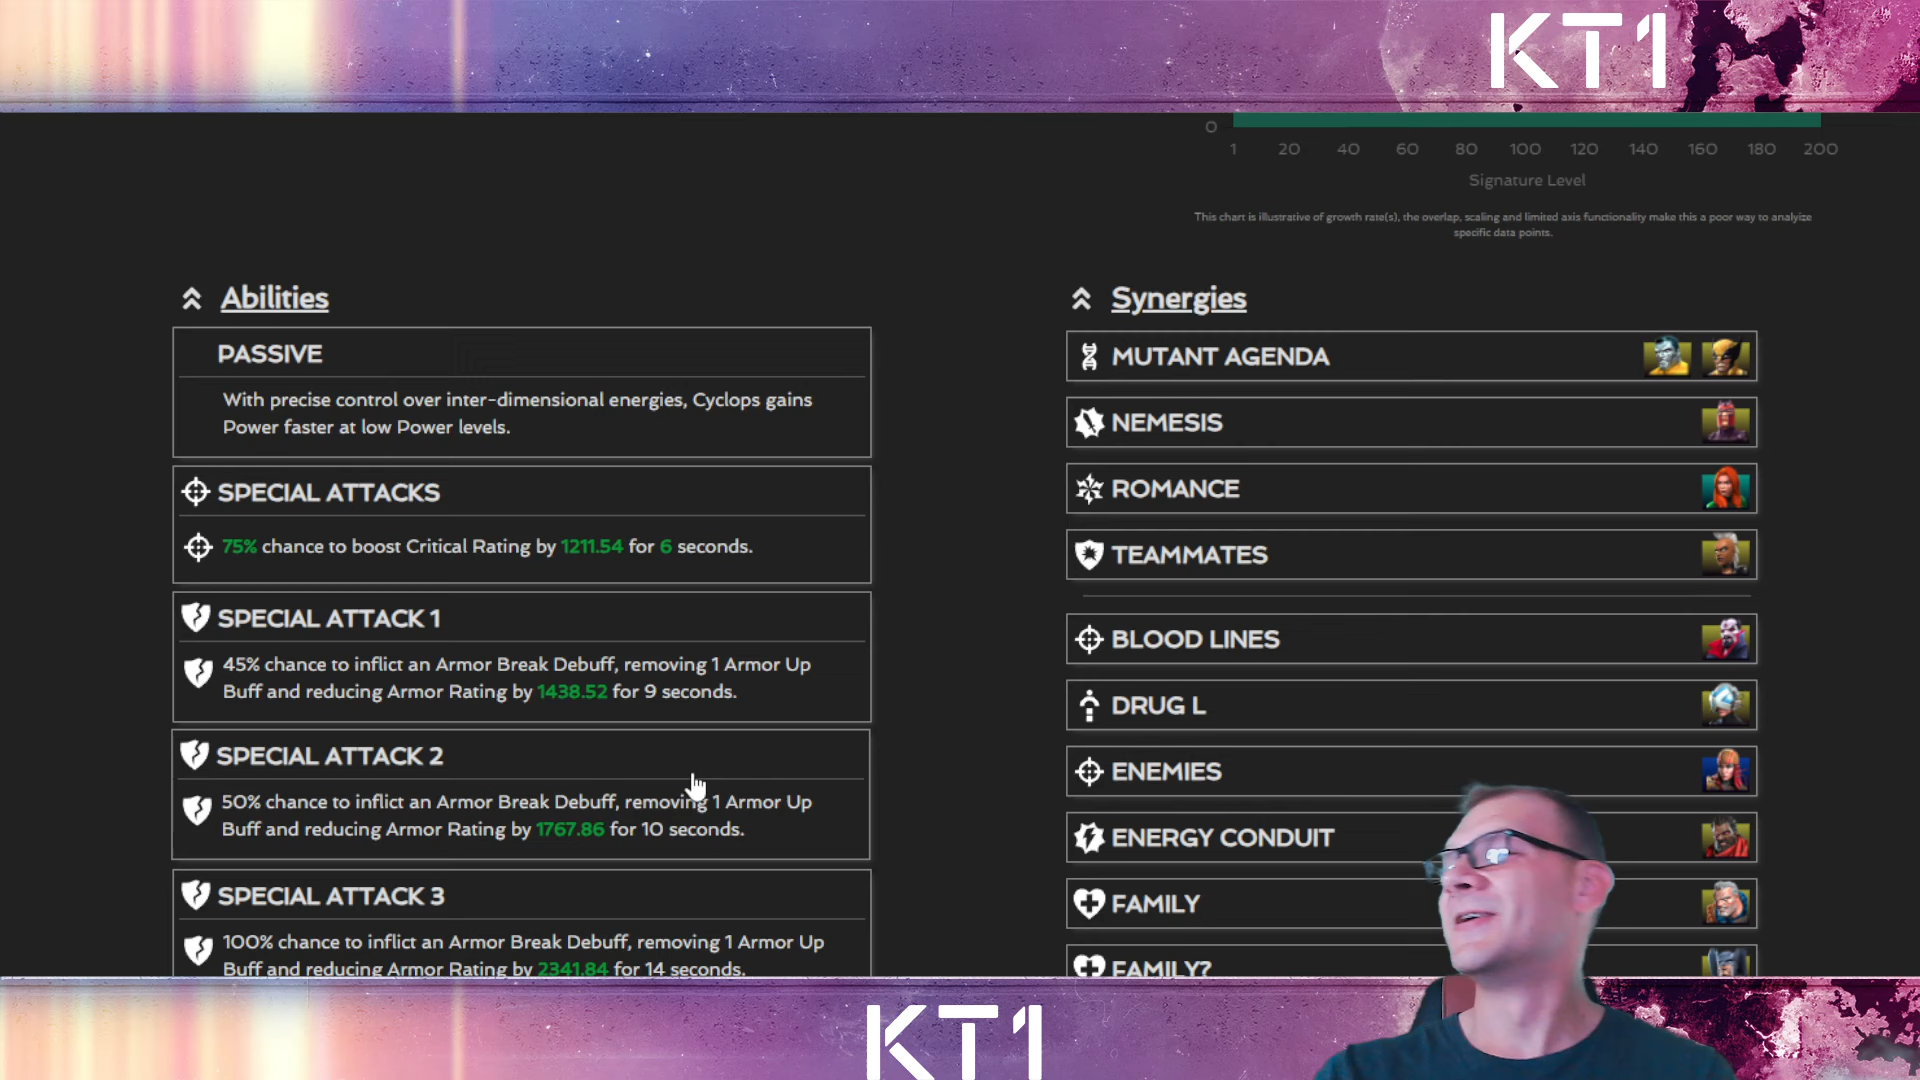 KT1
0
1 20 40 60 80 100 120 140 160 180 200
Signature Level
This chart is illustrative of growth rate(s), the overlap, scaling and limited axis functionality make this a poor way to analyize
specific data points.
Abilities
PASSIVE
With precise control over inter-dimensional energies, Cyclops gains
Power faster at low Power levels.
SPECIAL ATTACKS
75% chance to boost Critical Rating by 1211.54 for 6 seconds.
SPECIAL ATTACK 1
45% chance to inflict an Armor Break Debuff, removing 1 Armor Up
Buff and reducing Armor Rating by 1438.52 for 9 seconds.
SPECIAL ATTACK 2
50% chance to inflict an Armor Break Debuff, removing 1 Armor Up
Buff and reducing Armor Rating by 1767.86 for 10 seconds.
SPECIAL ATTACK 3
100% chance to inflict an Armor Break Debuff, removing 1 Armor Up
Buff and reducing Armor Rating by 2341.84 for 14 seconds.
Synergies
MUTANT AGENDA
NEMESIS
ROMANCE
TEAMMATES
BLOOD LINES
DRUG L
ENEMIES
ENERGY CONDUIT
FAMILY
FAMILY?
KT1